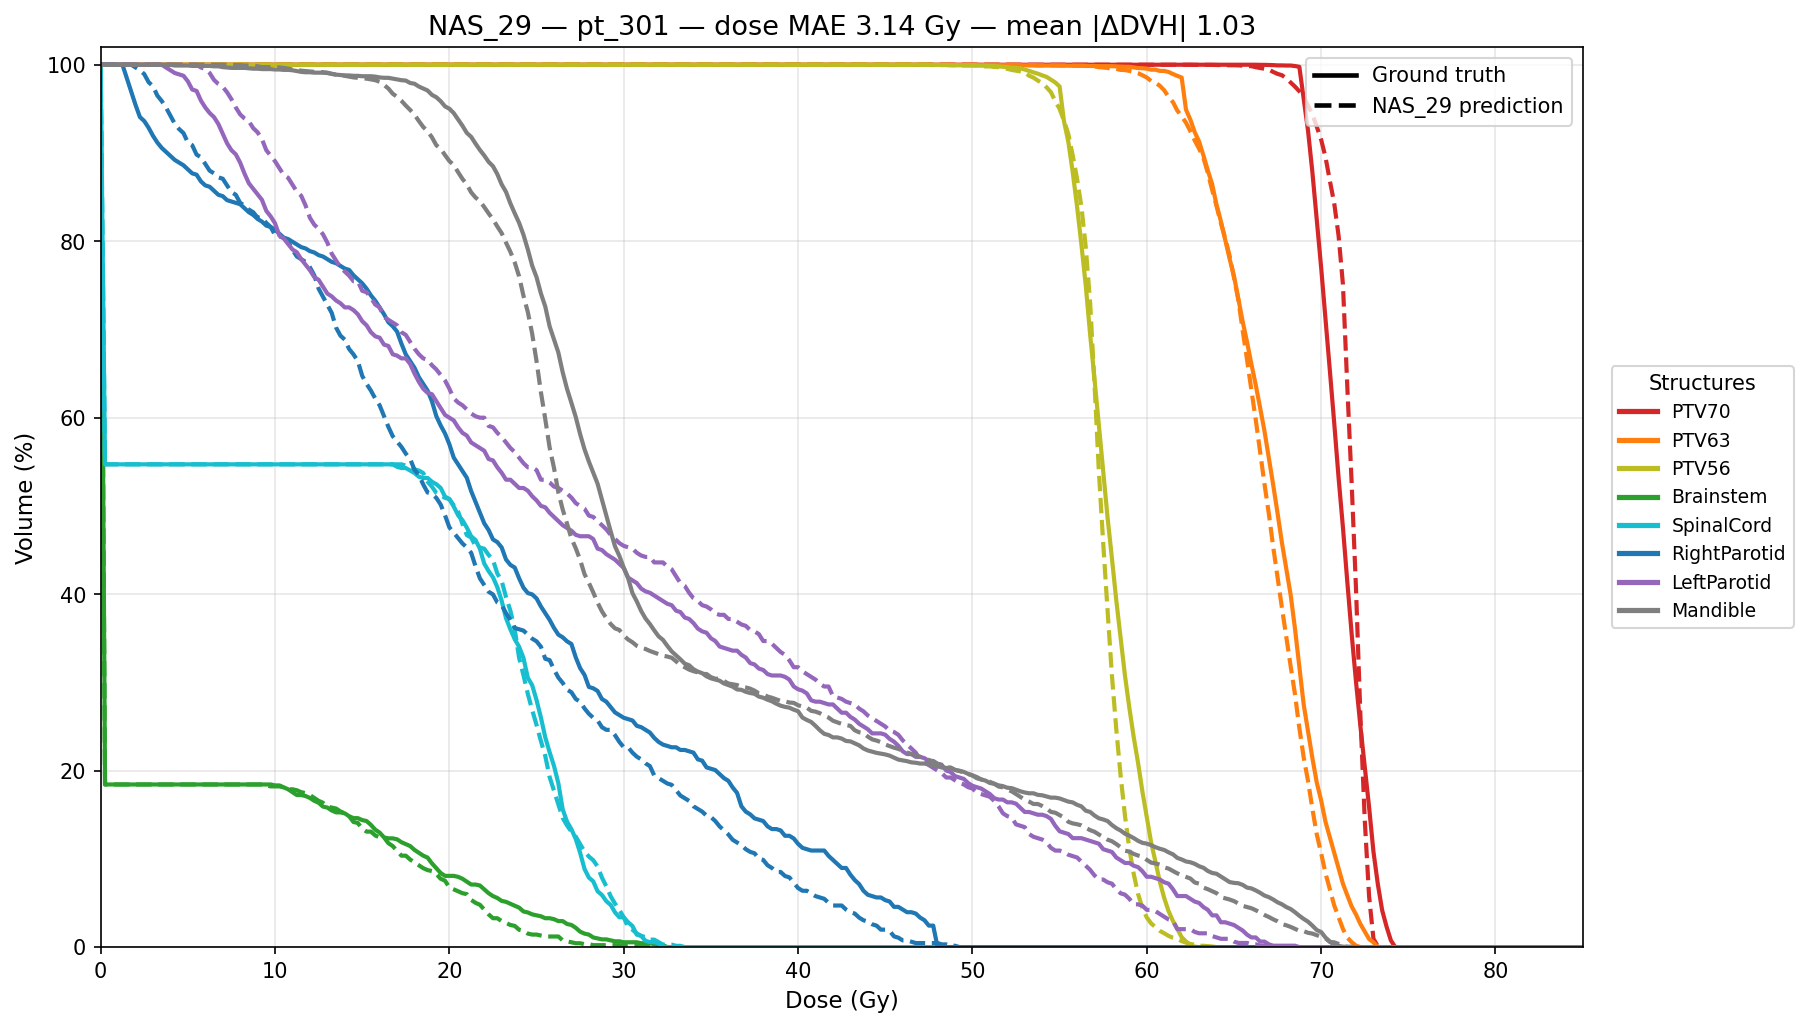 NAS_29 — pt_301 — dose MAE 3.14 Gy — mean |ΔDVH| 1.03
Ground truth
NAS_29 prediction
Volume (%)
100
80
60
40
20
0
0 10 20 30 40 50 60 70 80
Dose (Gy)
Structures
PTV70
PTV63
PTV56
Brainstem
SpinalCord
RightParotid
LeftParotid
Mandible